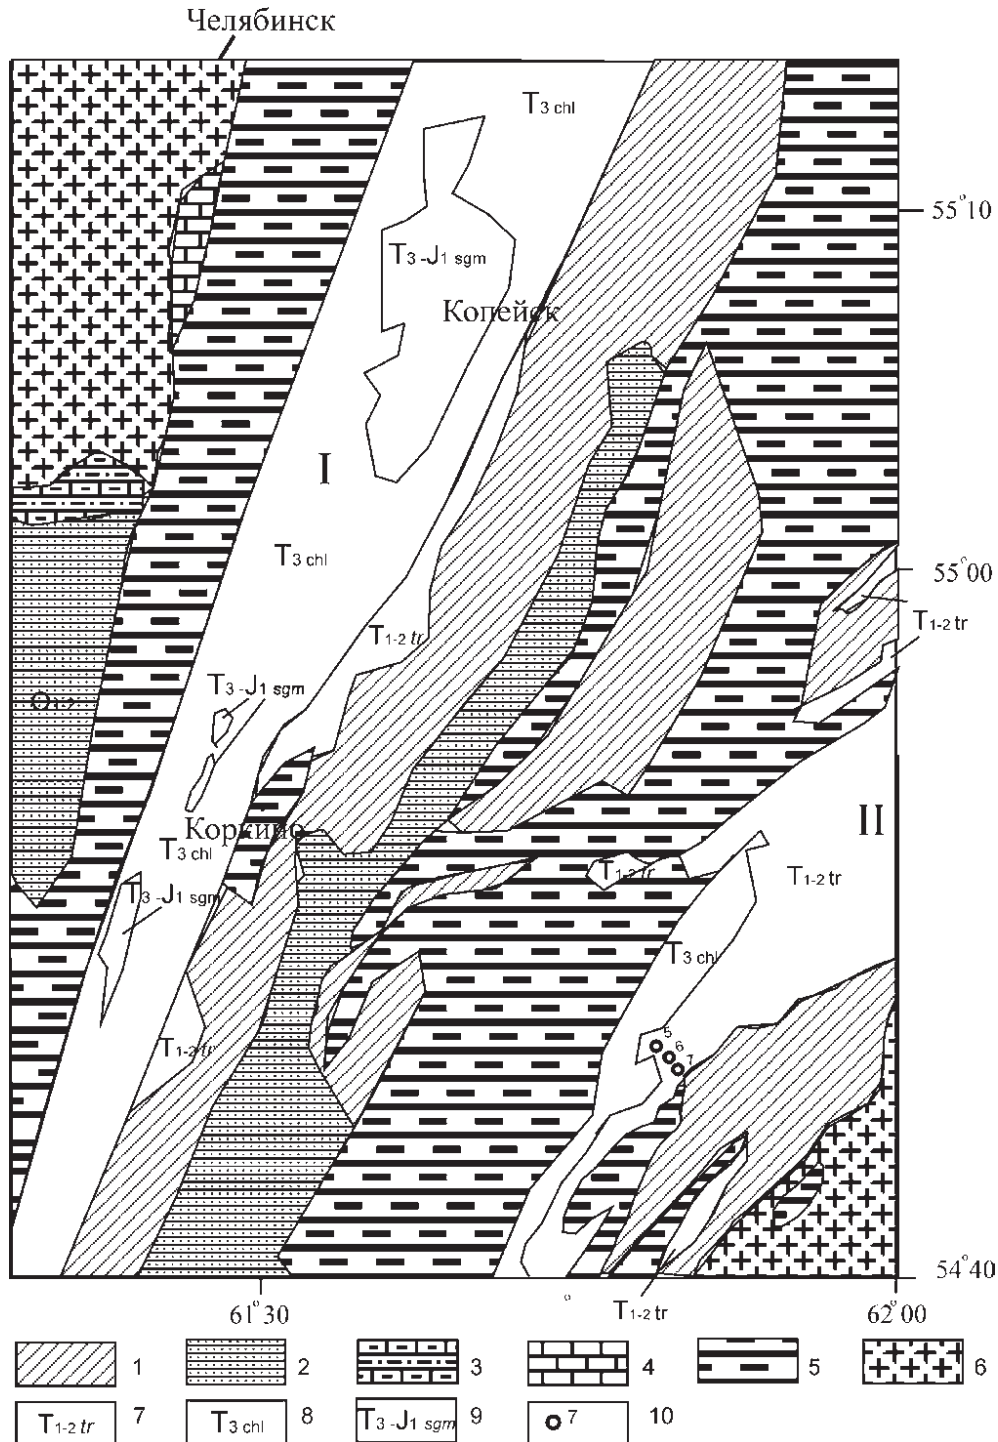 Челябинск
T3 chl
55°10
T3-J1 sgm
Копейск
I
T3 chl
55°00
T1-2 tr
T1-2 tr
T3-J1 sgm
II
Коркино
T3 chl
T1-2 tr
T1-2 tr
T3-J1 sgm
T3 chl
5
6
7
T1-2 tr
54°40
61°30
T1-2 tr
62°00
1
2
3
4
5
6
T1-2 tr 7
T3 chl 8
T3-J1 sgm 9
7 10